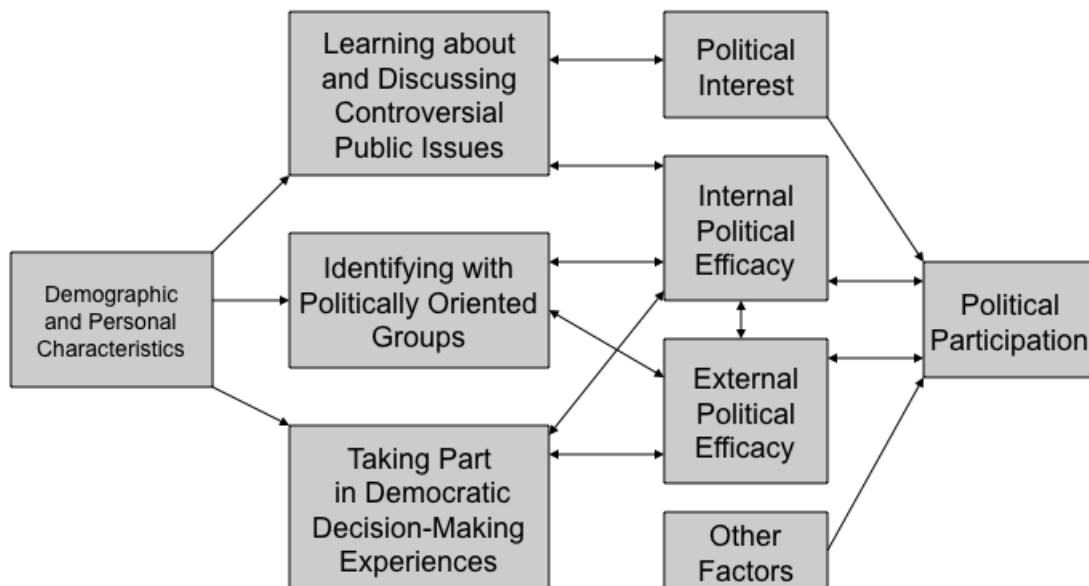 Learning about
and Discussing
Controversial
Public Issues
Political
Interest
Internal
Political
Efficacy
Demographic
and Personal
Characteristics
Identifying with
Politically Oriented
Groups
Political
Participation
External
Political
Efficacy
Taking Part
in Democratic
Decision-Making
Experiences
Other
Factors